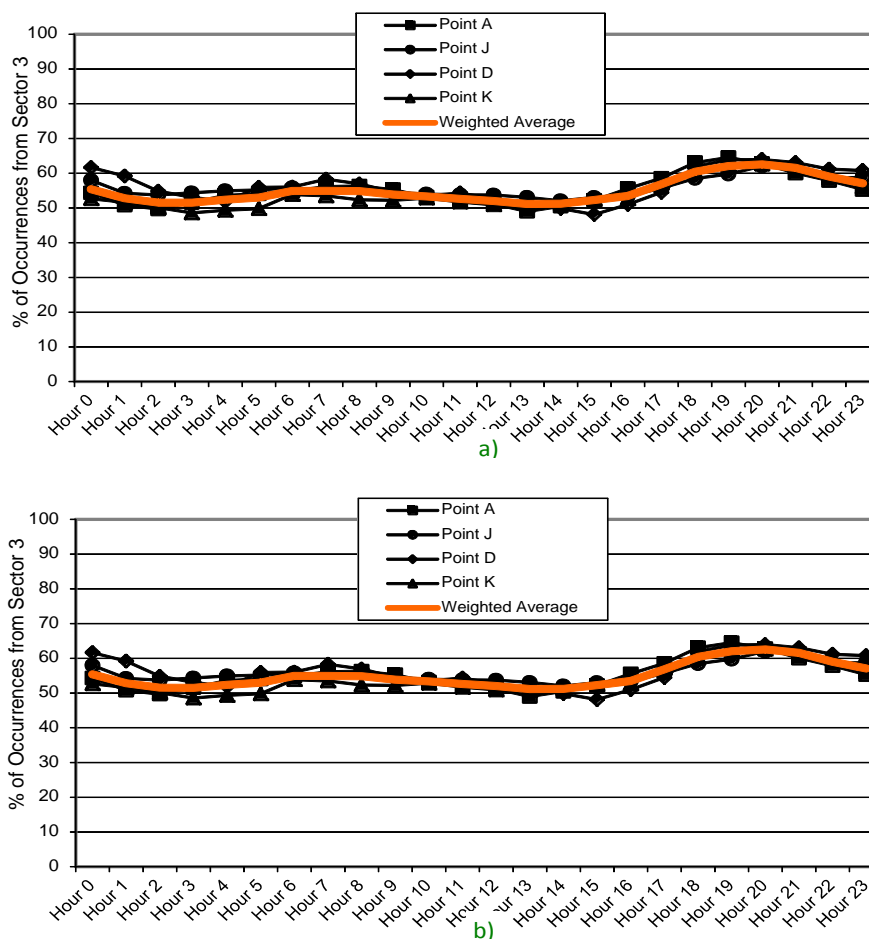 Point A
Point J
Point D
Point K
Weighted Average
% of Occurrences from Sector 3
100
90
80
70
60
50
40
30
20
10
0
Hour 0
Hour 1
Hour 2
Hour 3
Hour 4
Hour 5
Hour 6
Hour 7
Hour 8
Hour 9
Hour 10
Hour 11
Hour 12
Hour 13
Hour 14
Hour 15
Hour 16
Hour 17
Hour 18
Hour 19
Hour 20
Hour 21
Hour 22
Hour 23
a)
Point A
Point J
Point D
Point K
Weighted Average
% of Occurrences from Sector 3
100
90
80
70
60
50
40
30
20
10
0
Hour 0
Hour 1
Hour 2
Hour 3
Hour 4
Hour 5
Hour 6
Hour 7
Hour 8
Hour 9
Hour 10
Hour 11
Hour 12
Hour 13
Hour 14
Hour 15
Hour 16
Hour 17
Hour 18
Hour 19
Hour 20
Hour 21
Hour 22
Hour 23
b)